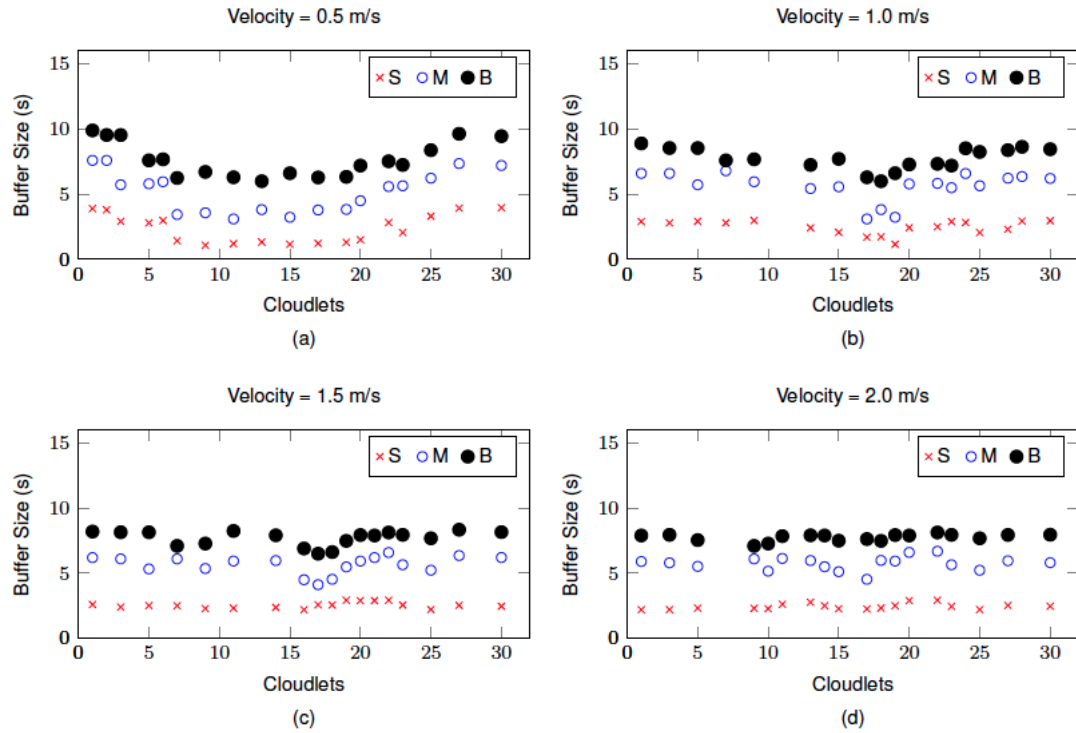 Velocity = 0.5 m/s
15
10
5
0
Buffer Size (s)
S M B
0 5 10 15 20 25 30
Cloudlets
(a)
Velocity = 1.0 m/s
15
10
5
0
Buffer Size (s)
S M B
0 5 10 15 20 25 30
Cloudlets
(b)
Velocity = 1.5 m/s
15
10
5
0
Buffer Size (s)
S M B
0 5 10 15 20 25 30
Cloudlets
(c)
Velocity = 2.0 m/s
15
10
5
0
Buffer Size (s)
S M B
0 5 10 15 20 25 30
Cloudlets
(d)